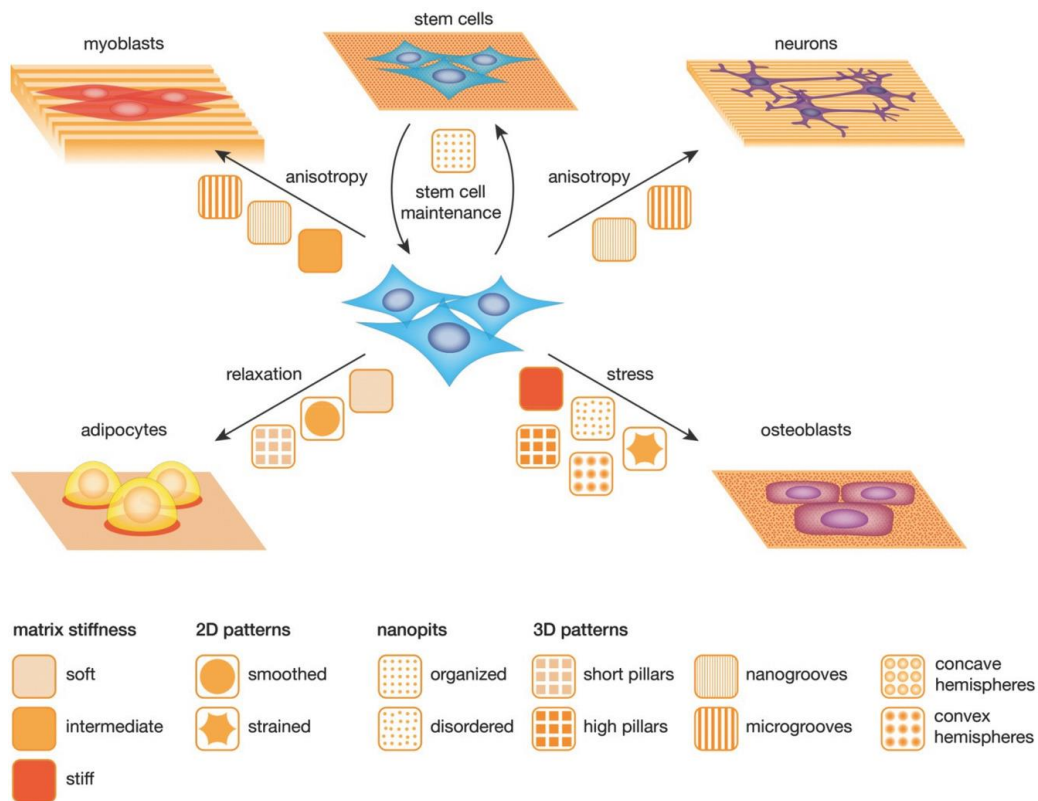 stem cells
myoblasts
neurons
anisotropy
stem cell
maintenance
anisotropy
relaxation
stress
adipocytes
osteoblasts
matrix stiffness
soft
intermediate
stiff
2D patterns
smoothed
strained
nanopits
organized
disordered
3D patterns
short pillars
high pillars
nanogrooves
microgrooves
concave
hemispheres
convex
hemispheres